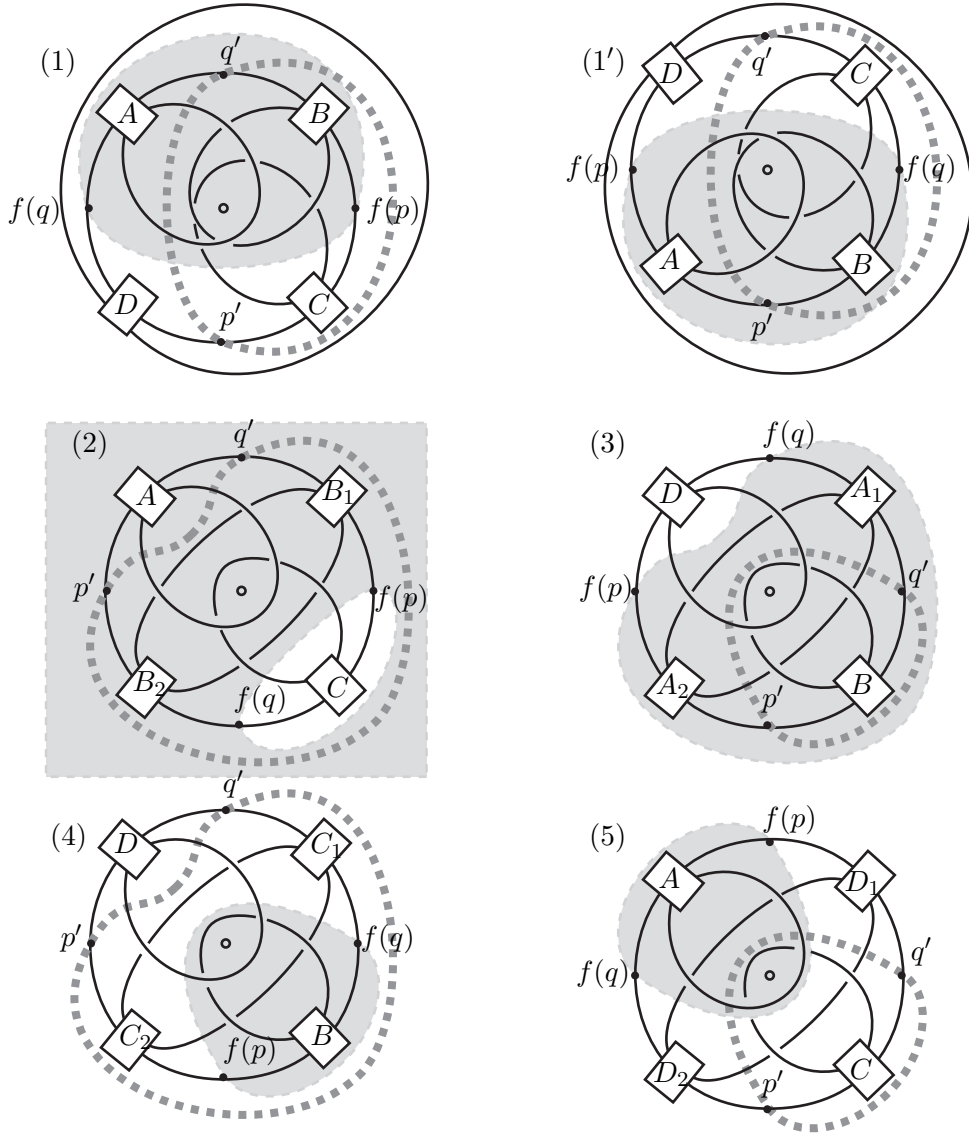 (1)
q′
A
B
f(q)
f(p)
D
p′
C
(1′)
D
q′
C
f(p)
f(q)
A
B
p′
(2)
q′
A
B₁
p′
f(p)
B₂
f(q)
C
(3)
f(q)
D
A₁
f(p)
q′
A₂
p′
B
(4)
q′
D
C₁
p′
f(q)
C₂
f(p)
B
(5)
f(p)
A
D₁
f(q)
q′
D₂
p′
C